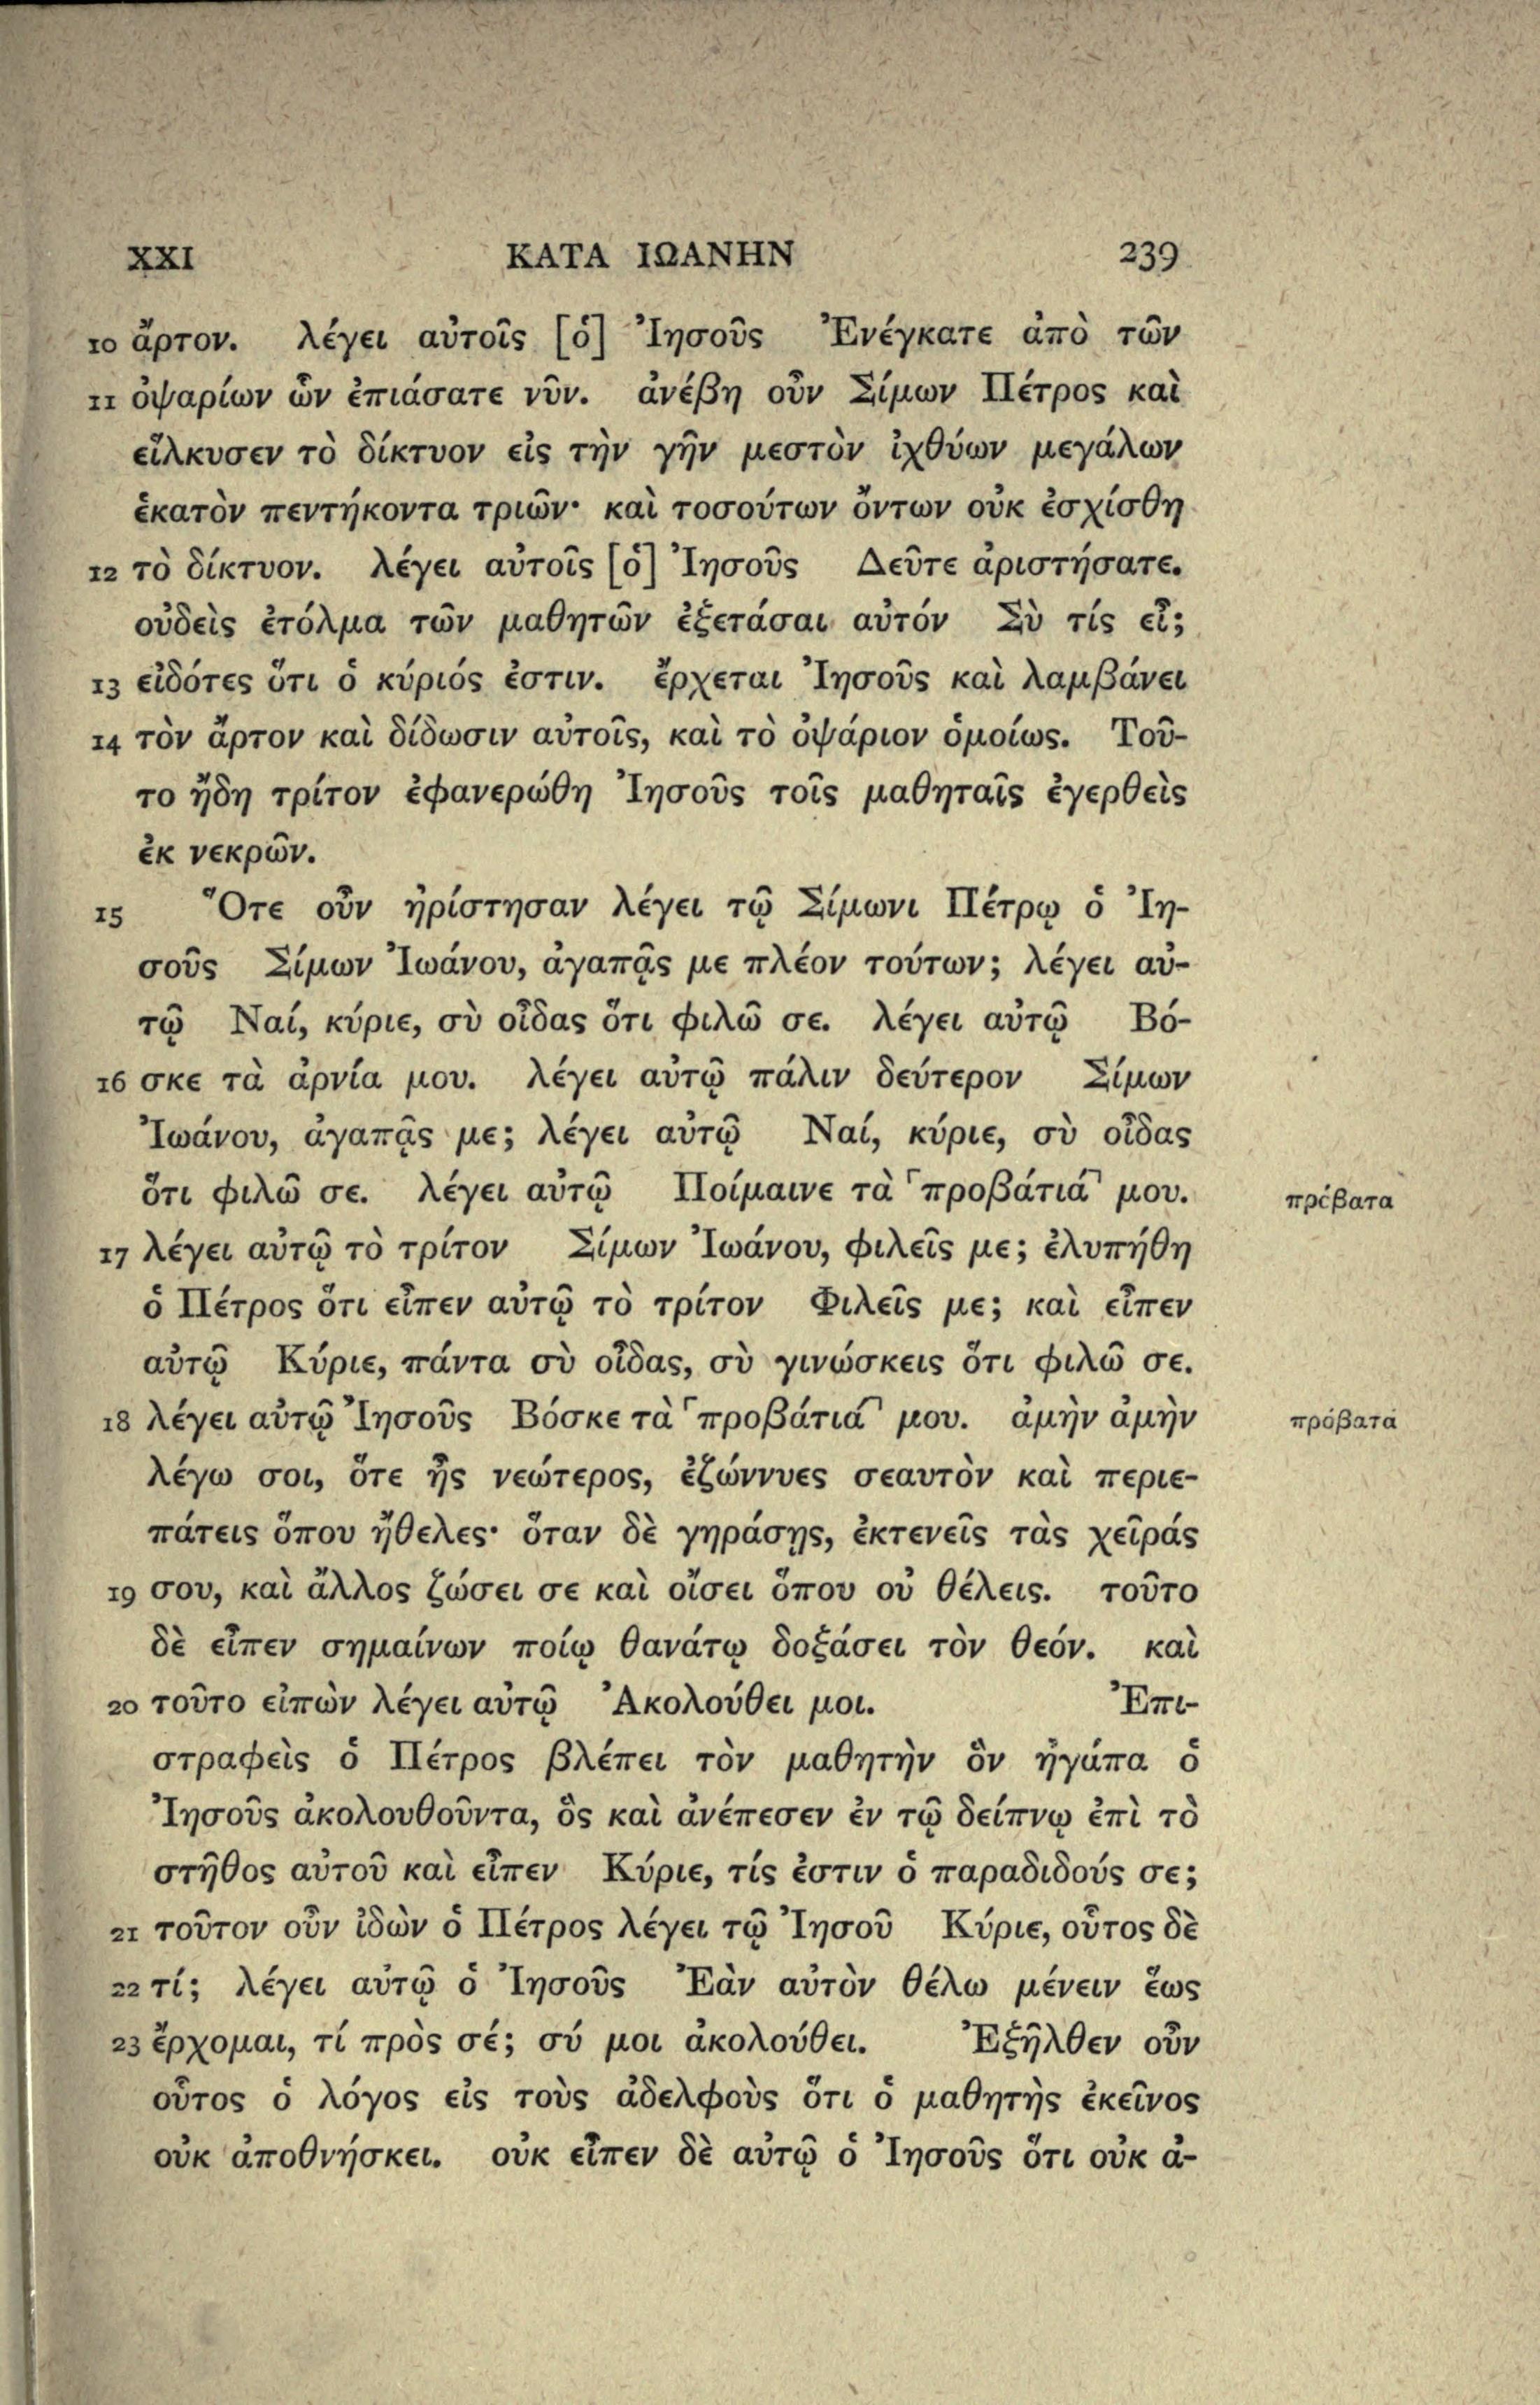 XXI ΚΑΤΑ ΙΩΑΝΗΝ 239
10 ἄρτον. λέγει αὐτοῖς [ὁ] Ἰησοῦς Ἐνέγκατε ἀπὸ τῶν
11 ὀψαρίων ὧν ἐπιάσατε νῦν. ἀνέβη οὖν Σίμων Πέτρος καὶ
εἵλκυσεν τὸ δίκτυον εἰς τὴν γῆν μεστὸν ἰχθύων μεγάλων
ἑκατὸν πεντήκοντα τριῶν· καὶ τοσούτων ὄντων οὐκ ἐσχίσθη
12 τὸ δίκτυον. λέγει αὐτοῖς [ὁ] Ἰησοῦς Δεῦτε ἀριστήσατε.
οὐδεὶς ἐτόλμα τῶν μαθητῶν ἐξετάσαι αὐτόν Σὺ τίς εἶ;
13 εἰδότες ὅτι ὁ κύριός ἐστιν. ἔρχεται Ἰησοῦς καὶ λαμβάνει
14 τὸν ἄρτον καὶ δίδωσιν αὐτοῖς, καὶ τὸ ὀψάριον ὁμοίως. Τοῦ-
το ἤδη τρίτον ἐφανερώθη Ἰησοῦς τοῖς μαθηταῖς ἐγερθεὶς
ἐκ νεκρῶν.
15 Ὅτε οὖν ἠρίστησαν λέγει τῷ Σίμωνι Πέτρῳ ὁ Ἰη-
σοῦς Σίμων Ἰωάνου, ἀγαπᾷς με πλέον τούτων; λέγει αὐ-
τῷ Ναί, κύριε, σὺ οἶδας ὅτι φιλῶ σε. λέγει αὐτῷ Βό-
16 σκε τὰ ἀρνία μου. λέγει αὐτῷ πάλιν δεύτερον Σίμων
Ἰωάνου, ἀγαπᾷς με; λέγει αὐτῷ Ναί, κύριε, σὺ οἶδας
ὅτι φιλῶ σε. λέγει αὐτῷ Ποίμαινε τὰ ⌜προβάτιά⌝ μου. πρόβατα
17 λέγει αὐτῷ τὸ τρίτον Σίμων Ἰωάνου, φιλεῖς με; ἐλυπήθη
ὁ Πέτρος ὅτι εἶπεν αὐτῷ τὸ τρίτον Φιλεῖς με; καὶ εἶπεν
αὐτῷ Κύριε, πάντα σὺ οἶδας, σὺ γινώσκεις ὅτι φιλῶ σε.
18 λέγει αὐτῷ Ἰησοῦς Βόσκε τὰ ⌜προβάτιά⌝ μου. ἀμὴν ἀμὴν πρόβατά
λέγω σοι, ὅτε ἦς νεώτερος, ἐζώννυες σεαυτὸν καὶ περιε-
πάτεις ὅπου ἤθελες· ὅταν δὲ γηράσῃς, ἐκτενεῖς τὰς χεῖράς
19 σου, καὶ ἄλλος ζώσει σε καὶ οἴσει ὅπου οὐ θέλεις. τοῦτο
δὲ εἶπεν σημαίνων ποίῳ θανάτῳ δοξάσει τὸν θεόν. καὶ
20 τοῦτο εἰπὼν λέγει αὐτῷ Ἀκολούθει μοι. Ἐπι-
στραφεὶς ὁ Πέτρος βλέπει τὸν μαθητὴν ὃν ἠγάπα ὁ
Ἰησοῦς ἀκολουθοῦντα, ὃς καὶ ἀνέπεσεν ἐν τῷ δείπνῳ ἐπὶ τὸ
στῆθος αὐτοῦ καὶ εἶπεν Κύριε, τίς ἐστιν ὁ παραδιδούς σε;
21 τοῦτον οὖν ἰδὼν ὁ Πέτρος λέγει τῷ Ἰησοῦ Κύριε, οὗτος δὲ
22 τί; λέγει αὐτῷ ὁ Ἰησοῦς Ἐὰν αὐτὸν θέλω μένειν ἕως
23 ἔρχομαι, τί πρὸς σέ; σύ μοι ἀκολούθει. Ἐξῆλθεν οὖν
οὗτος ὁ λόγος εἰς τοὺς ἀδελφοὺς ὅτι ὁ μαθητὴς ἐκεῖνος
οὐκ ἀποθνήσκει. οὐκ εἶπεν δὲ αὐτῷ ὁ Ἰησοῦς ὅτι οὐκ ἀ-